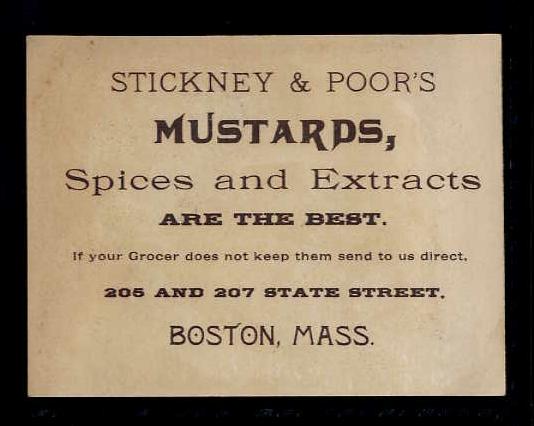 STICKNEY & POOR'S
MUSTARDS,
Spices and Extracts
ARE THE BEST.
If your Grocer does not keep them send to us direct,
205 AND 207 STATE STREET,
BOSTON, MASS.